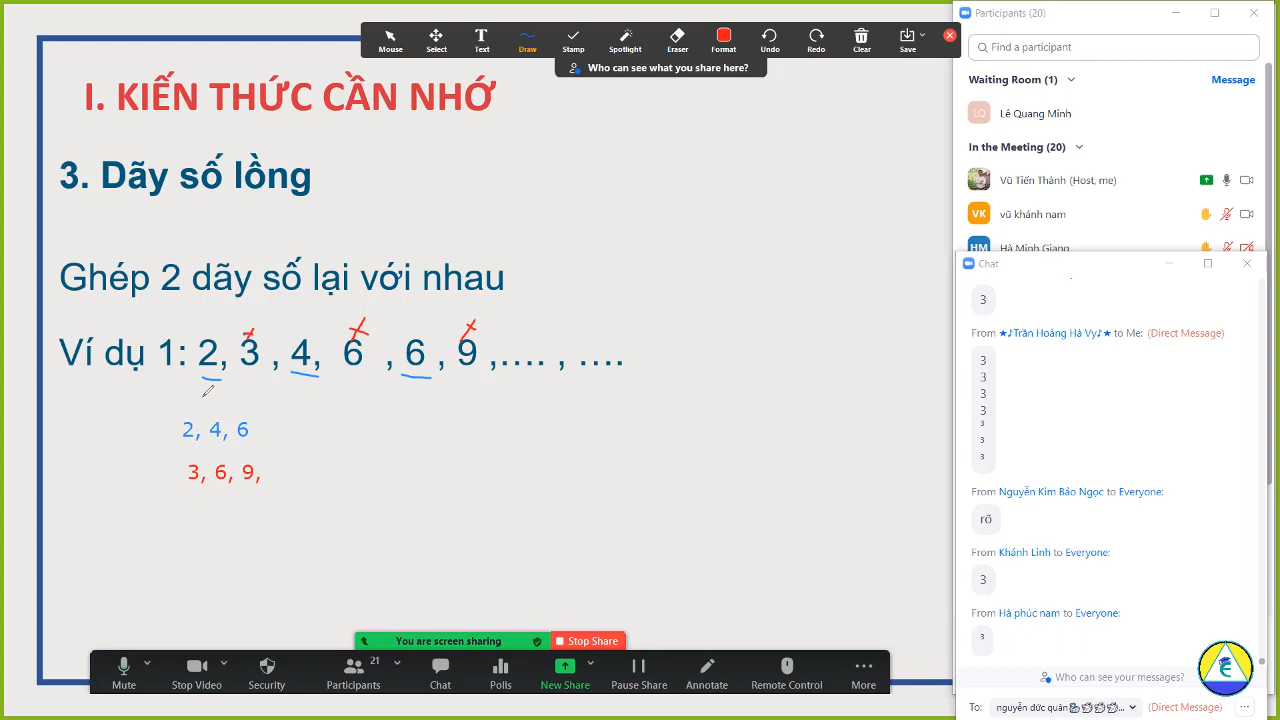 Mouse Select Text Draw Stamp Spotlight Eraser Format Undo Redo Clear Save
Who can see what you share here?
I. KIẾN THỨC CẦN NHỚ
3. Dãy số lồng
Ghép 2 dãy số lại với nhau
Ví dụ 1: 2, 3 , 4, 6 , 6 , 9 ,…. , ….
2, 4, 6
3, 6, 9,
You are screen sharing Stop Share
Mute Stop Video Security Participants 21 Chat Polls New Share Pause Share Annotate Remote Control More
Participants (20)
Find a participant
Waiting Room (1) Message
LO Lê Quang Minh
In the Meeting (20)
Vũ Tiến Thành (Host, me)
VK vũ khánh nam
HM Hà Minh Giang
Chat
3
From ★♪Trần Hoàng Hà Vy♪★ to Me: (Direct Message)
3
3
3
3
3
3
3
From Nguyễn Kim Bảo Ngọc to Everyone:
rõ
From Khánh Linh to Everyone:
3
From Hà phúc nam to Everyone:
3
Who can see your messages?
To: nguyễn đức quân ... (Direct Message)